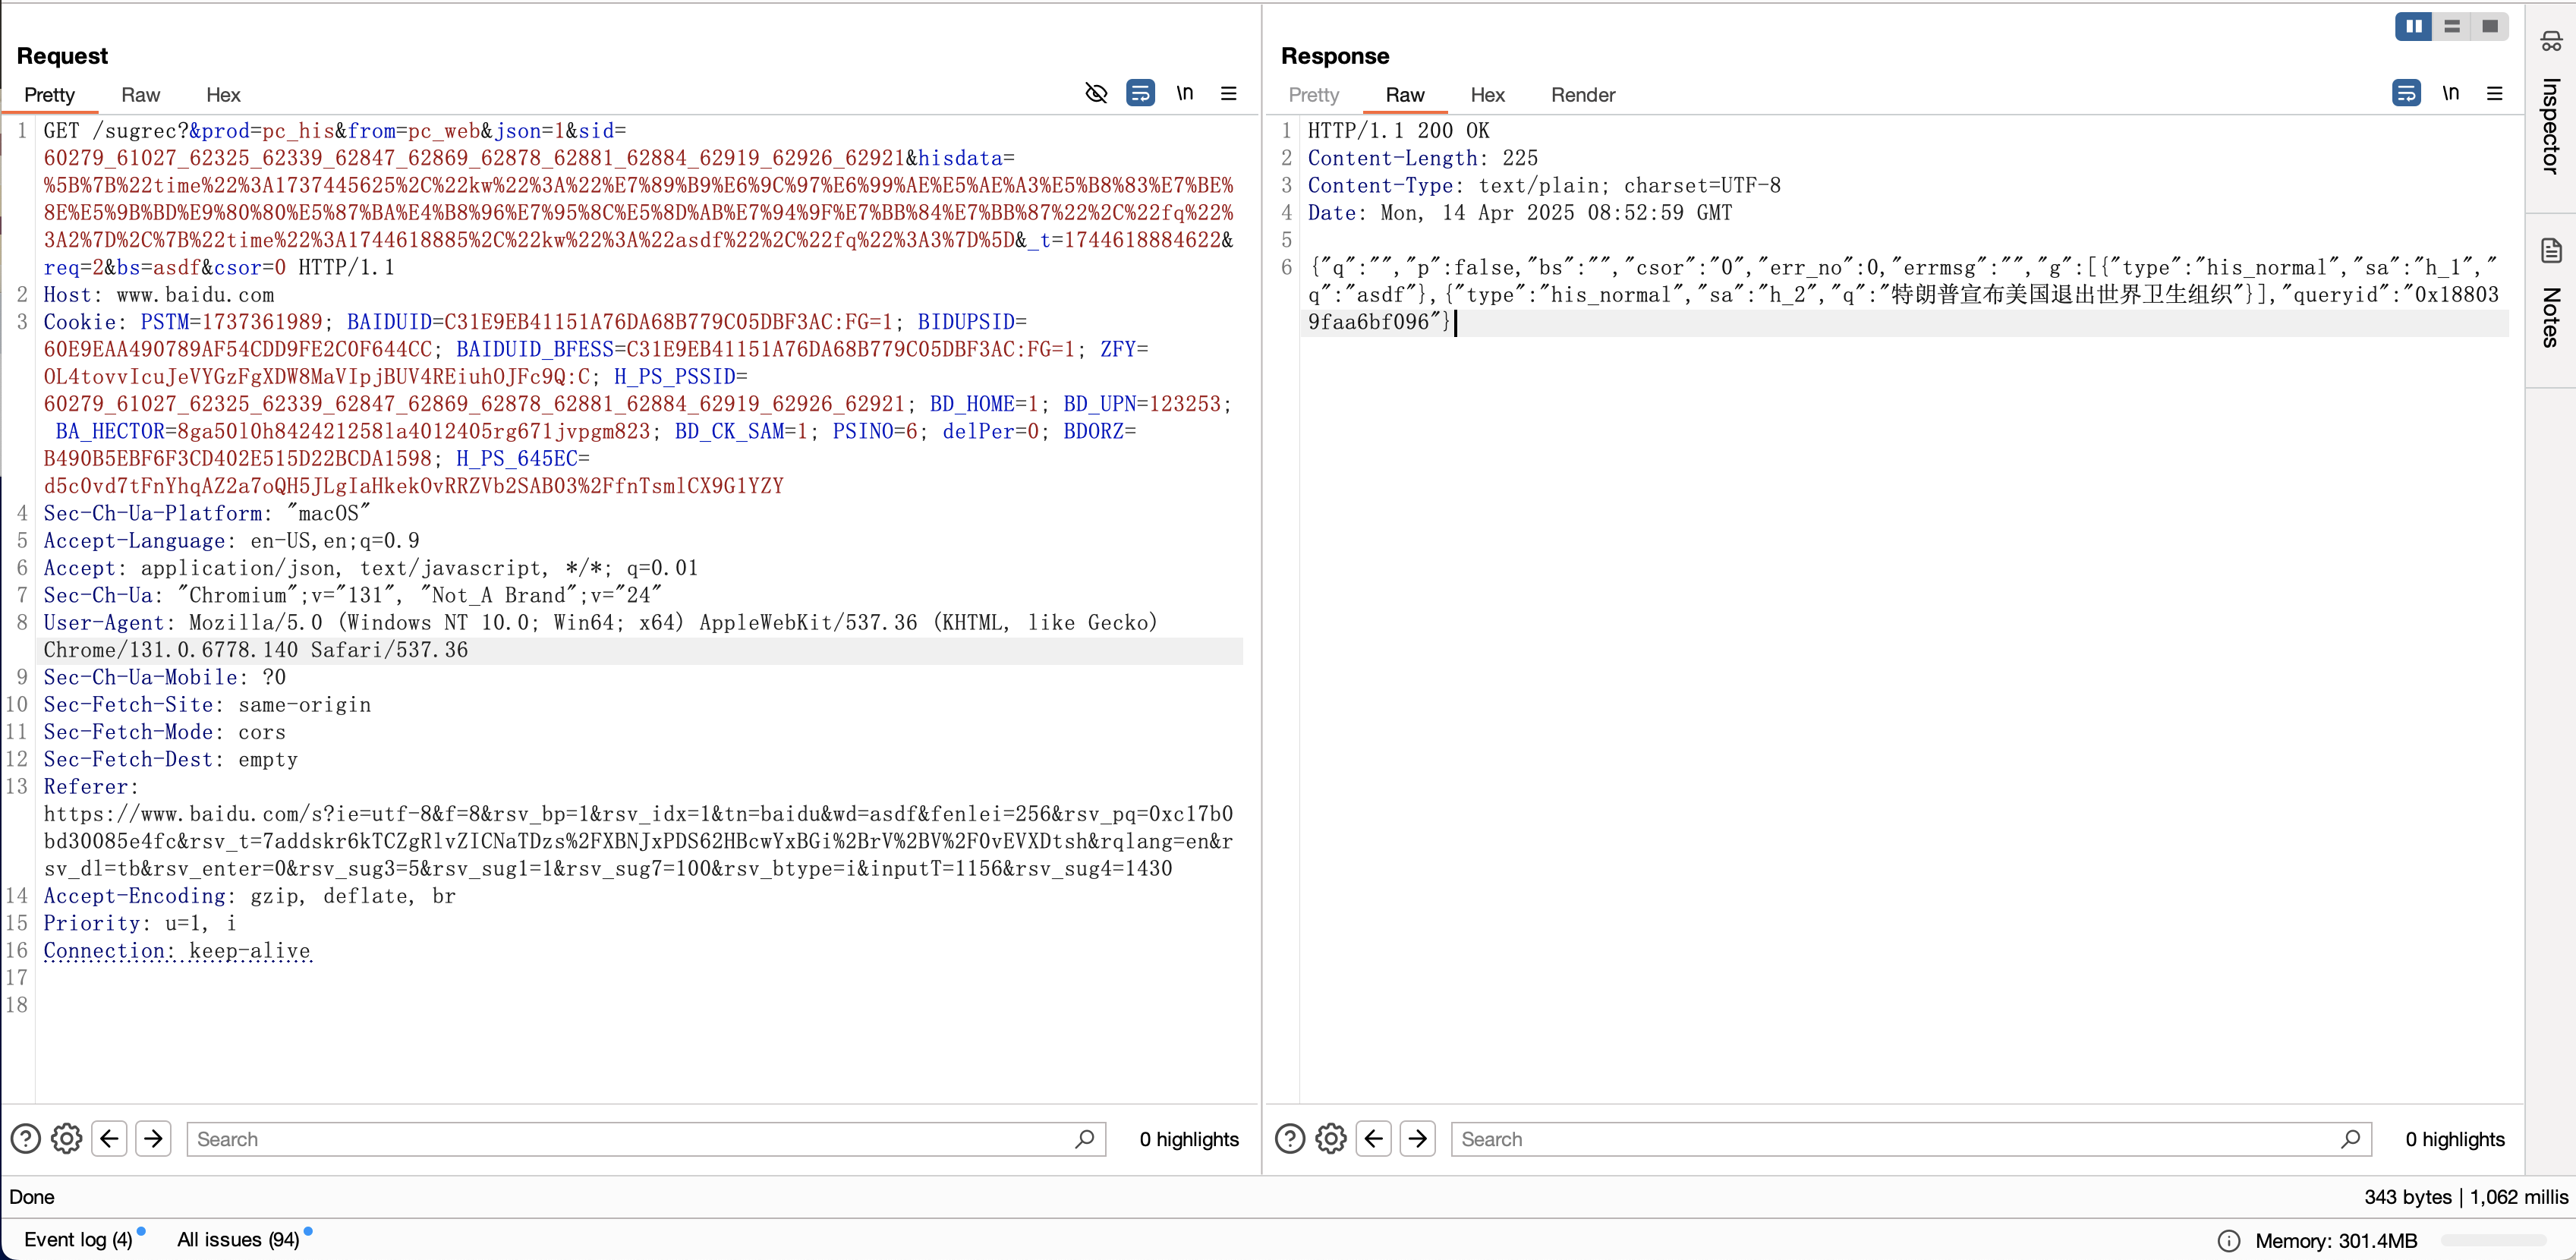 Request
Pretty Raw Hex
1 GET /sugrec?&prod=pc_his&from=pc_web&json=1&sid=
60279_61027_62325_62339_62847_62869_62878_62881_62884_62919_62926_62921&hisdata=
%5B%7B%22time%22%3A1737445625%2C%22kw%22%3A%22%E7%89%B9%E6%9C%97%E6%99%AE%E5%AE%A3%E5%B8%83%E7%BE%
8E%E5%9B%BD%E9%80%80%E5%87%BA%E4%B8%96%E7%95%8C%E5%8D%AB%E7%94%9F%E7%BB%84%E7%BB%87%22%2C%22fq%22%
3A2%7D%2C%7B%22time%22%3A1744618885%2C%22kw%22%3A%22asdf%22%2C%22fq%22%3A3%7D%5D&_t=1744618884622&
req=2&bs=asdf&csor=0 HTTP/1.1
2 Host: www.baidu.com
3 Cookie: PSTM=1737361989; BAIDUID=C31E9EB41151A76DA68B779C05DBF3AC:FG=1; BIDUPSID=
60E9EAA490789AF54CDD9FE2C0F644CC; BAIDUID_BFESS=C31E9EB41151A76DA68B779C05DBF3AC:FG=1; ZFY=
OL4tovvIcuJeVYGzFgXDW8MaVIpjBUV4REiuhOJFc9Q:C; H_PS_PSSID=
60279_61027_62325_62339_62847_62869_62878_62881_62884_62919_62926_62921; BD_HOME=1; BD_UPN=123253;
BA_HECTOR=8ga50l0h842421258la4012405rg671jvpgm823; BD_CK_SAM=1; PSINO=6; delPer=0; BDORZ=
B490B5EBF6F3CD402E515D22BCDA1598; H_PS_645EC=
d5c0vd7tFnYhqAZ2a7oQH5JLgIaHkekOvRRZVb2SAB03%2FfnTsmlCX9G1YZY
4 Sec-Ch-Ua-Platform: "macOS"
5 Accept-Language: en-US,en;q=0.9
6 Accept: application/json, text/javascript, */*; q=0.01
7 Sec-Ch-Ua: "Chromium";v="131", "Not_A Brand";v="24"
8 User-Agent: Mozilla/5.0 (Windows NT 10.0; Win64; x64) AppleWebKit/537.36 (KHTML, like Gecko)
Chrome/131.0.6778.140 Safari/537.36
9 Sec-Ch-Ua-Mobile: ?0
10 Sec-Fetch-Site: same-origin
11 Sec-Fetch-Mode: cors
12 Sec-Fetch-Dest: empty
13 Referer:
https://www.baidu.com/s?ie=utf-8&f=8&rsv_bp=1&rsv_idx=1&tn=baidu&wd=asdf&fenlei=256&rsv_pq=0xc17b0
bd30085e4fc&rsv_t=7addskr6kTCZgRlvZICNaTDzs%2FXBNJxPDS62HBcwYxBGi%2BrV%2BV%2F0vEVXDtsh&rqlang=en&r
sv_dl=tb&rsv_enter=0&rsv_sug3=5&rsv_sug1=1&rsv_sug7=100&rsv_btype=i&inputT=1156&rsv_sug4=1430
14 Accept-Encoding: gzip, deflate, br
15 Priority: u=1, i
16 Connection: keep-alive
17
18
Search 0 highlights
Response
Pretty Raw Hex Render
1 HTTP/1.1 200 OK
2 Content-Length: 225
3 Content-Type: text/plain; charset=UTF-8
4 Date: Mon, 14 Apr 2025 08:52:59 GMT
5
6 {"q":"","p":false,"bs":"","csor":"0","err_no":0,"errmsg":"","g":[{"type":"his_normal","sa":"h_1","
q":"asdf"},{"type":"his_normal","sa":"h_2","q":"特朗普宣布美国退出世界卫生组织"}],"queryid":"0x18803
9faa6bf096"}
Search 0 highlights
Inspector
Notes
Done 343 bytes | 1,062 millis
Event log (4) All issues (94) Memory: 301.4MB